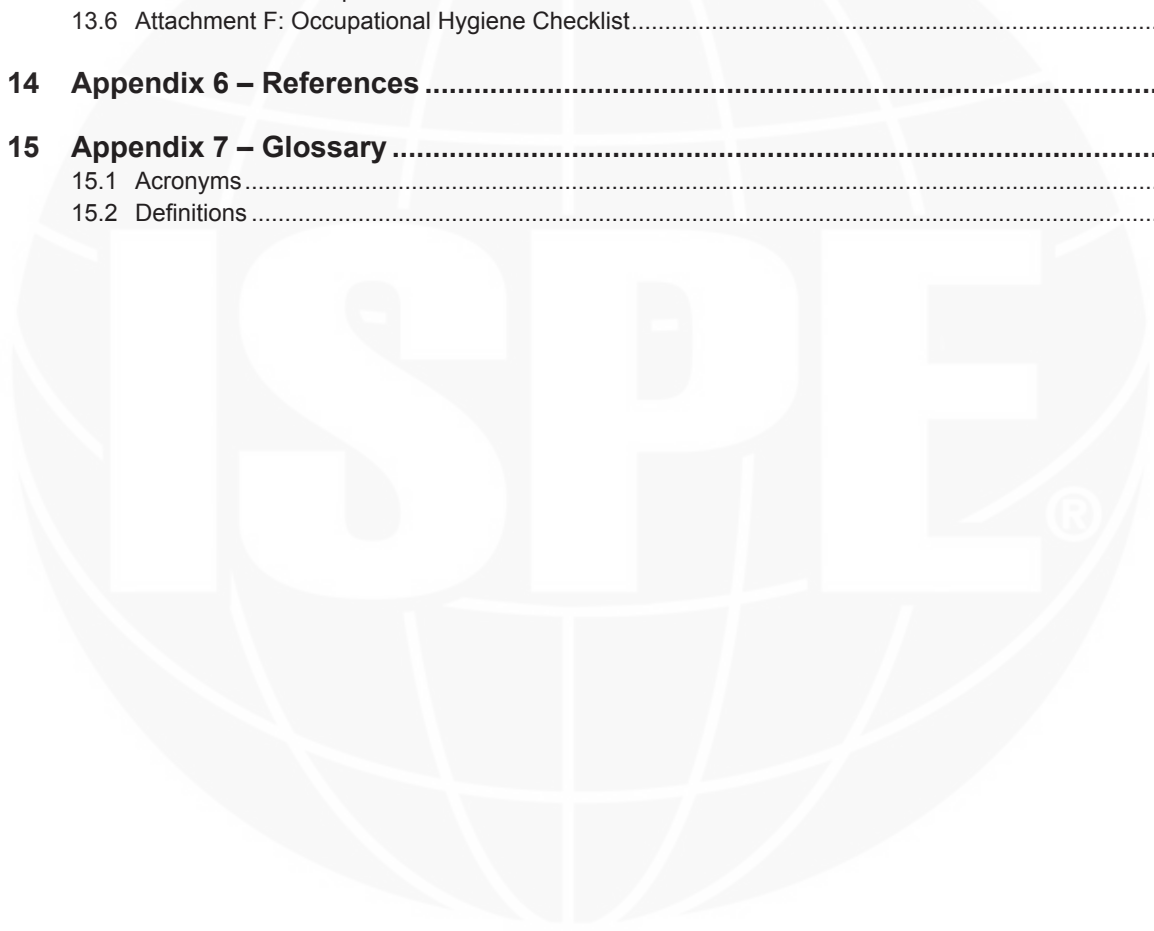 13.6 Attachment F: Occupational Hygiene Checklist........................................................................................................
14 Appendix 6 – References ...........................................................................................
15 Appendix 7 – Glossary ...............................................................................................
15.1 Acronyms.............................................................................................................................................
15.2 Definitions ............................................................................................................................................
ISPE®